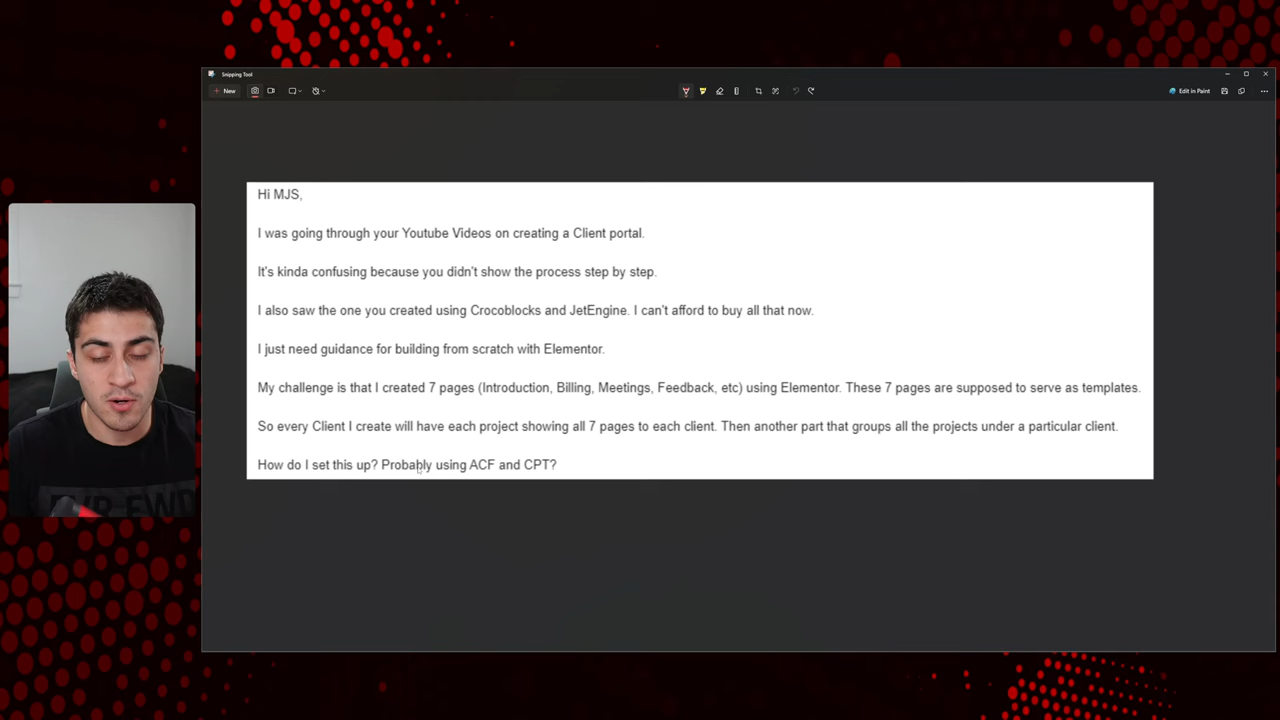 Snipping Tool
New
Edit in Paint
Hi MJS,
I was going through your Youtube Videos on creating a Client portal.
It's kinda confusing because you didn't show the process step by step.
I also saw the one you created using Crocoblocks and JetEngine. I can't afford to buy all that now.
I just need guidance for building from scratch with Elementor.
My challenge is that I created 7 pages (Introduction, Billing, Meetings, Feedback, etc) using Elementor. These 7 pages are supposed to serve as templates.
So every Client I create will have each project showing all 7 pages to each client. Then another part that groups all the projects under a particular client.
How do I set this up? Probably using ACF and CPT?